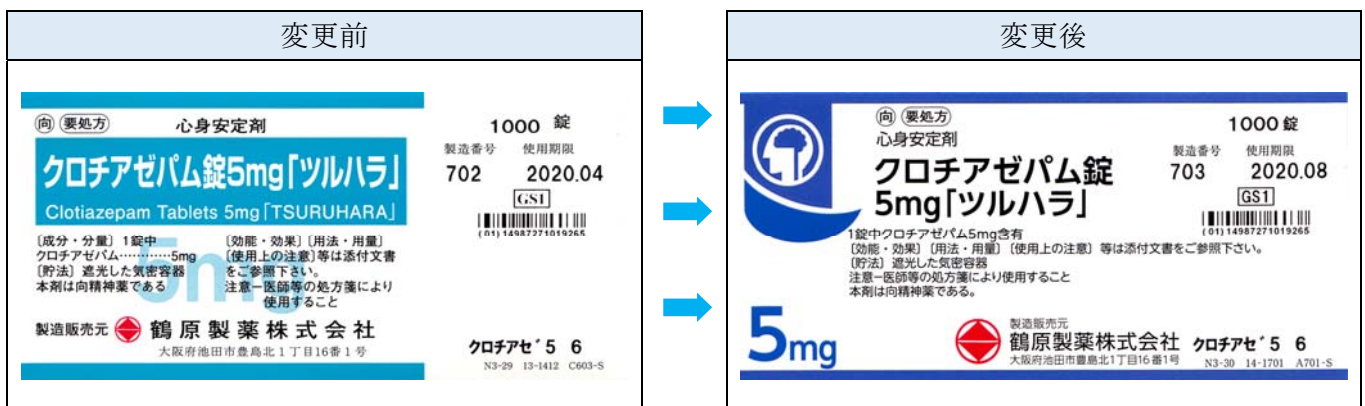 変更前
向 要処方 心身安定剤
クロチアゼパム錠5mg「ツルハラ」
Clotiazepam Tablets 5mg「TSURUHARA」
〔成分・分量〕1錠中
クロチアゼパム…………5mg
〔貯法〕遮光した気密容器
本剤は向精神薬である
〔効能・効果〕〔用法・用量〕
〔使用上の注意〕等は添付文書
をご参照下さい。
注意ー医師等の処方箋により
使用すること
5mg
製造販売元 鶴原製薬株式会社
大阪府池田市豊島北1丁目16番1号
1000 錠
製造番号 使用期限
702 2020.04
GS1
(01)14987271019265
クロチアゼ゛5 6
N3-29 13-1412 C603-S
変更後
向 要処方
心身安定剤
クロチアゼパム錠
5mg「ツルハラ」
1000錠
製造番号 使用期限
703 2020.08
GS1
(01)14987271019265
1錠中クロチアゼパム5mg含有
〔効能・効果〕〔用法・用量〕〔使用上の注意〕等は添付文書をご参照下さい。
〔貯法〕遮光した気密容器
注意ー医師等の処方箋により使用すること
本剤は向精神薬である。
5mg
製造販売元
鶴原製薬株式会社
大阪府池田市豊島北1丁目16番1号
クロチアセ゛5 6
N3-30 14-1701 A701-S